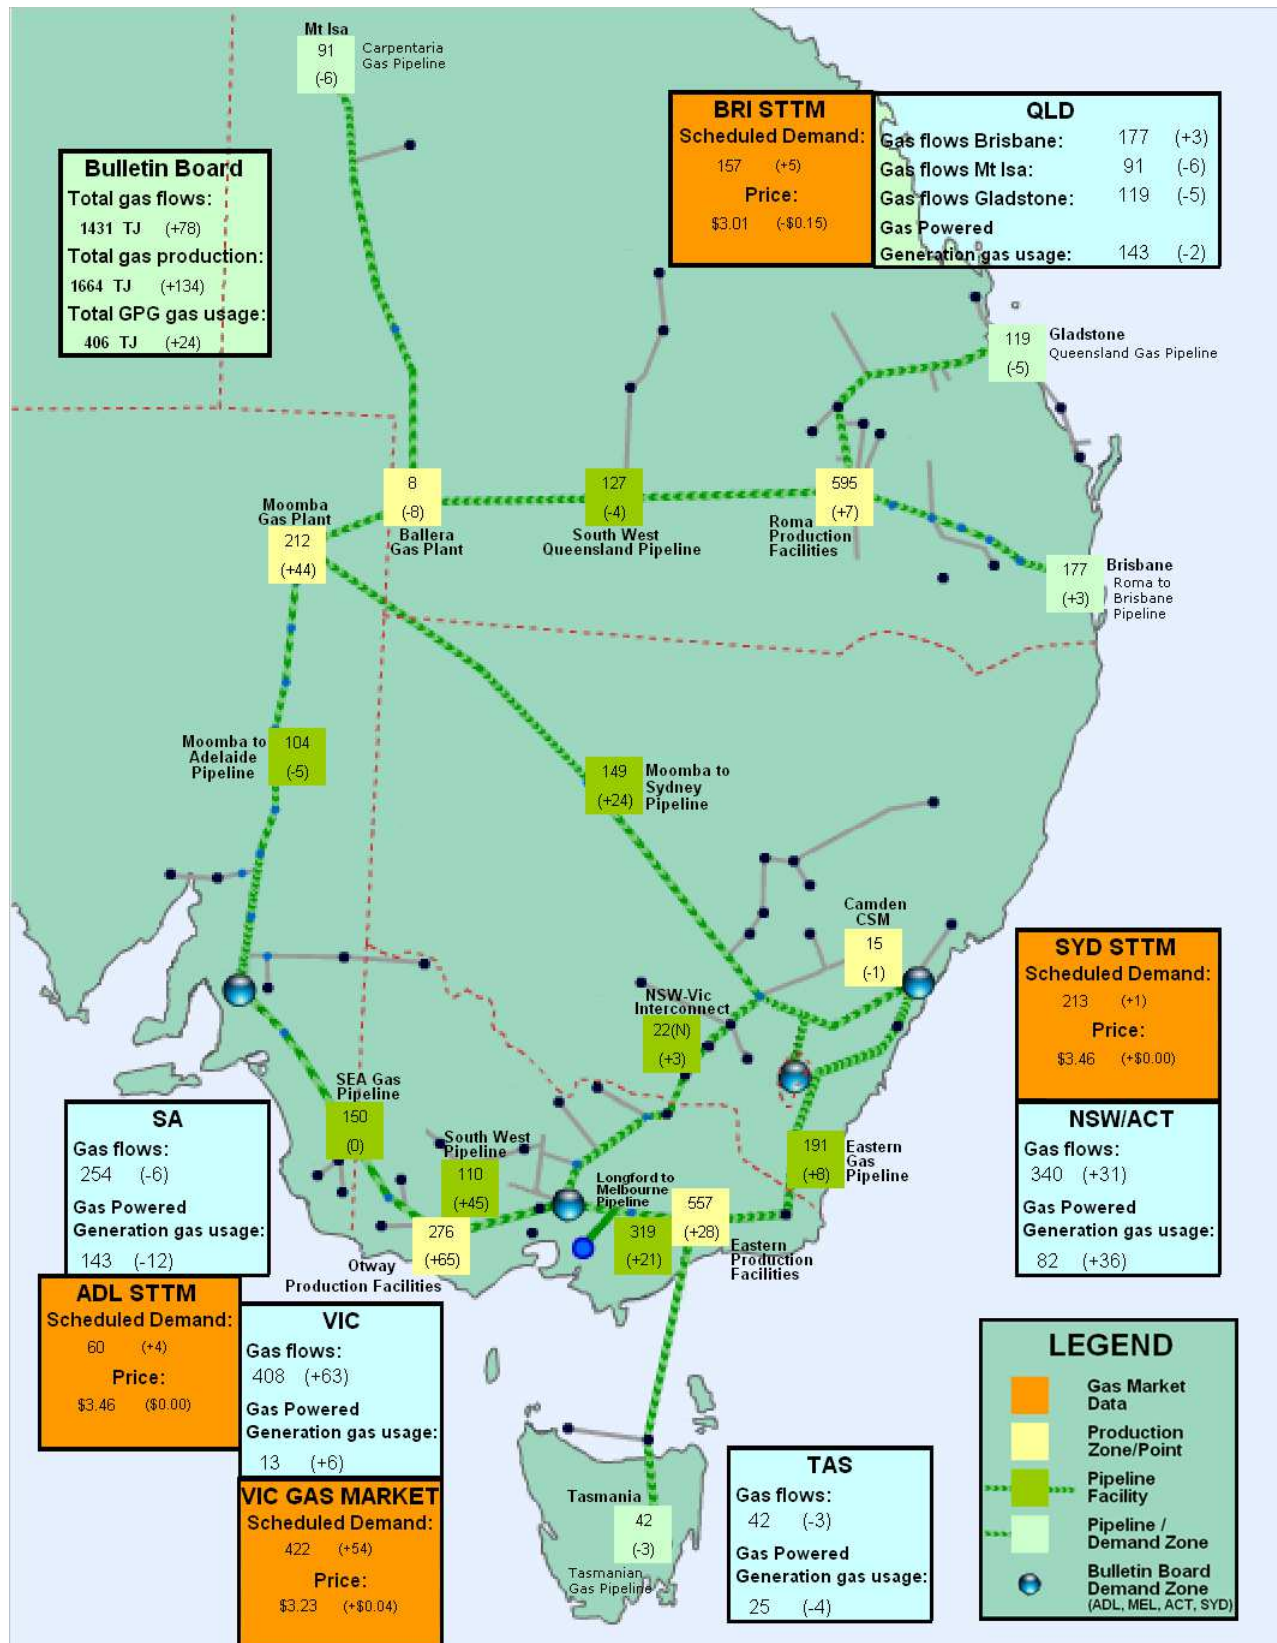 Mt Isa
91
(-6)
Carpentaria
Gas Pipeline
Bulletin Board
Total gas flows:
1431 TJ (+78)
Total gas production:
1664 TJ (+134)
Total GPG gas usage:
406 TJ (+24)
BRI STTM
Scheduled Demand:
157 (+5)
Price:
$3.01 (-$0.15)
QLD
Gas flows Brisbane: 177 (+3)
Gas flows Mt Isa: 91 (-6)
Gas flows Gladstone: 119 (-5)
Gas Powered
Generation gas usage: 143 (-2)
119
(-5)
Gladstone
Queensland Gas Pipeline
Moomba
Gas Plant
212
(+44)
8
(-8)
Ballera
Gas Plant
127
(-4)
South West
Queensland Pipeline
595
(+7)
Roma
Production
Facilities
177
(+3)
Brisbane
Roma to
Brisbane
Pipeline
Moomba to
Adelaide
Pipeline
104
(-5)
149
(+24)
Moomba to
Sydney
Pipeline
Camden
CSM
15
(-1)
NSW-Vic
Interconnect
22(N)
(+3)
SYD STTM
Scheduled Demand:
213 (+1)
Price:
$3.46 (+$0.00)
NSW/ACT
Gas flows:
340 (+31)
Gas Powered
Generation gas usage:
82 (+36)
SEA Gas
Pipeline
150
(0)
South West
Pipeline
110
(+45)
Longford to
Melbourne
Pipeline
319
(+21)
557
(+28)
Eastern
Production
Facilities
191
(+8)
Eastern
Gas
Pipeline
276
(+65)
Otway
Production Facilities
SA
Gas flows:
254 (-6)
Gas Powered
Generation gas usage:
143 (-12)
ADL STTM
Scheduled Demand:
60 (+4)
Price:
$3.46 ($0.00)
VIC
Gas flows:
408 (+63)
Gas Powered
Generation gas usage:
13 (+6)
VIC GAS MARKET
Scheduled Demand:
422 (+54)
Price:
$3.23 (+$0.04)
Tasmania
42
(-3)
Tasmanian
Gas Pipeline
TAS
Gas flows:
42 (-3)
Gas Powered
Generation gas usage:
25 (-4)
LEGEND
Gas Market
Data
Production
Zone/Point
Pipeline
Facility
Pipeline /
Demand Zone
Bulletin Board
Demand Zone
(ADL, MEL, ACT, SYD)